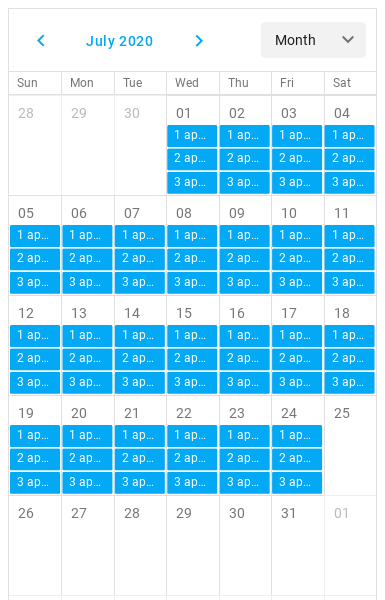 July 2020 Month
Sun Mon Tue Wed Thu Fri Sat
28 29 30 01 02 03 04
1 ap... 1 ap... 1 ap... 1 ap...
2 ap... 2 ap... 2 ap... 2 ap...
3 ap... 3 ap... 3 ap... 3 ap...
05 06 07 08 09 10 11
1 ap... 1 ap... 1 ap... 1 ap... 1 ap... 1 ap... 1 ap...
2 ap... 2 ap... 2 ap... 2 ap... 2 ap... 2 ap... 2 ap...
3 ap... 3 ap... 3 ap... 3 ap... 3 ap... 3 ap... 3 ap...
12 13 14 15 16 17 18
1 ap... 1 ap... 1 ap... 1 ap... 1 ap... 1 ap... 1 ap...
2 ap... 2 ap... 2 ap... 2 ap... 2 ap... 2 ap... 2 ap...
3 ap... 3 ap... 3 ap... 3 ap... 3 ap... 3 ap... 3 ap...
19 20 21 22 23 24 25
1 ap... 1 ap... 1 ap... 1 ap... 1 ap... 1 ap...
2 ap... 2 ap... 2 ap... 2 ap... 2 ap... 2 ap...
3 ap... 3 ap... 3 ap... 3 ap... 3 ap... 3 ap...
26 27 28 29 30 31 01